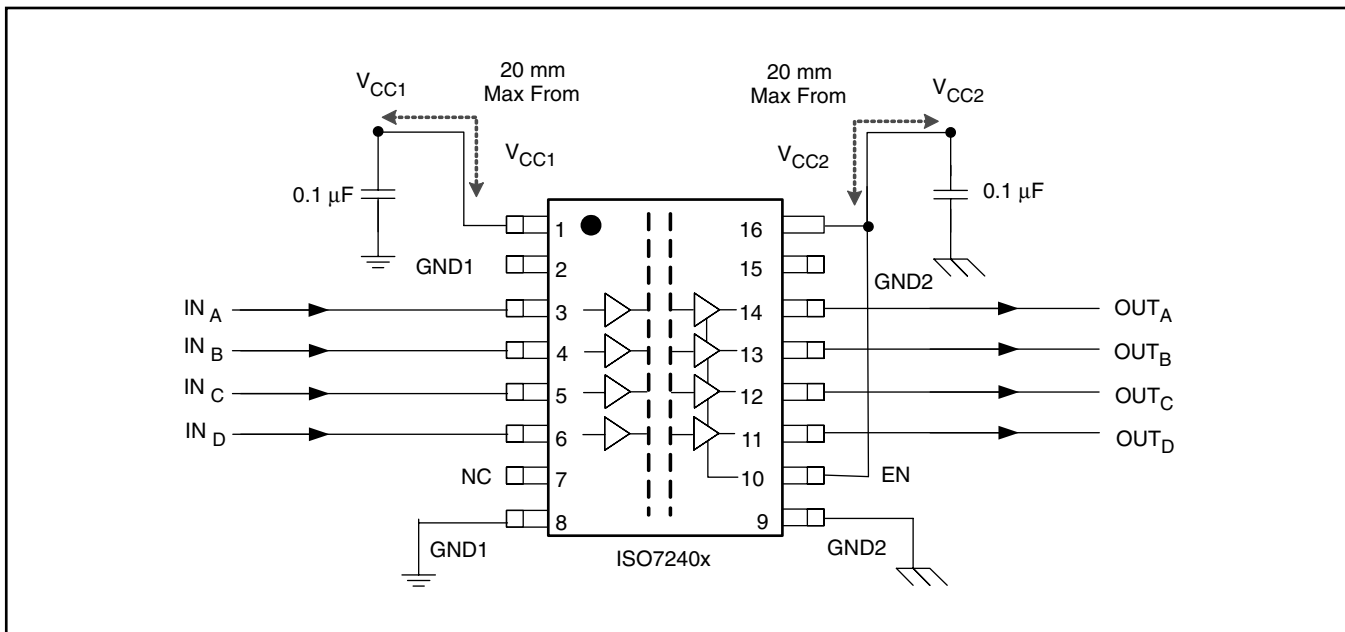 20 mm
Max From
20 mm
Max From
VCC1
VCC2
VCC1
VCC2
0.1 μF
0.1 μF
1
16
GND1
2
15
GND2
INA
3
14
OUTA
INB
4
13
OUTB
INC
5
12
OUTC
IND
6
11
OUTD
NC
7
10
EN
8
9
GND1
GND2
ISO7240x